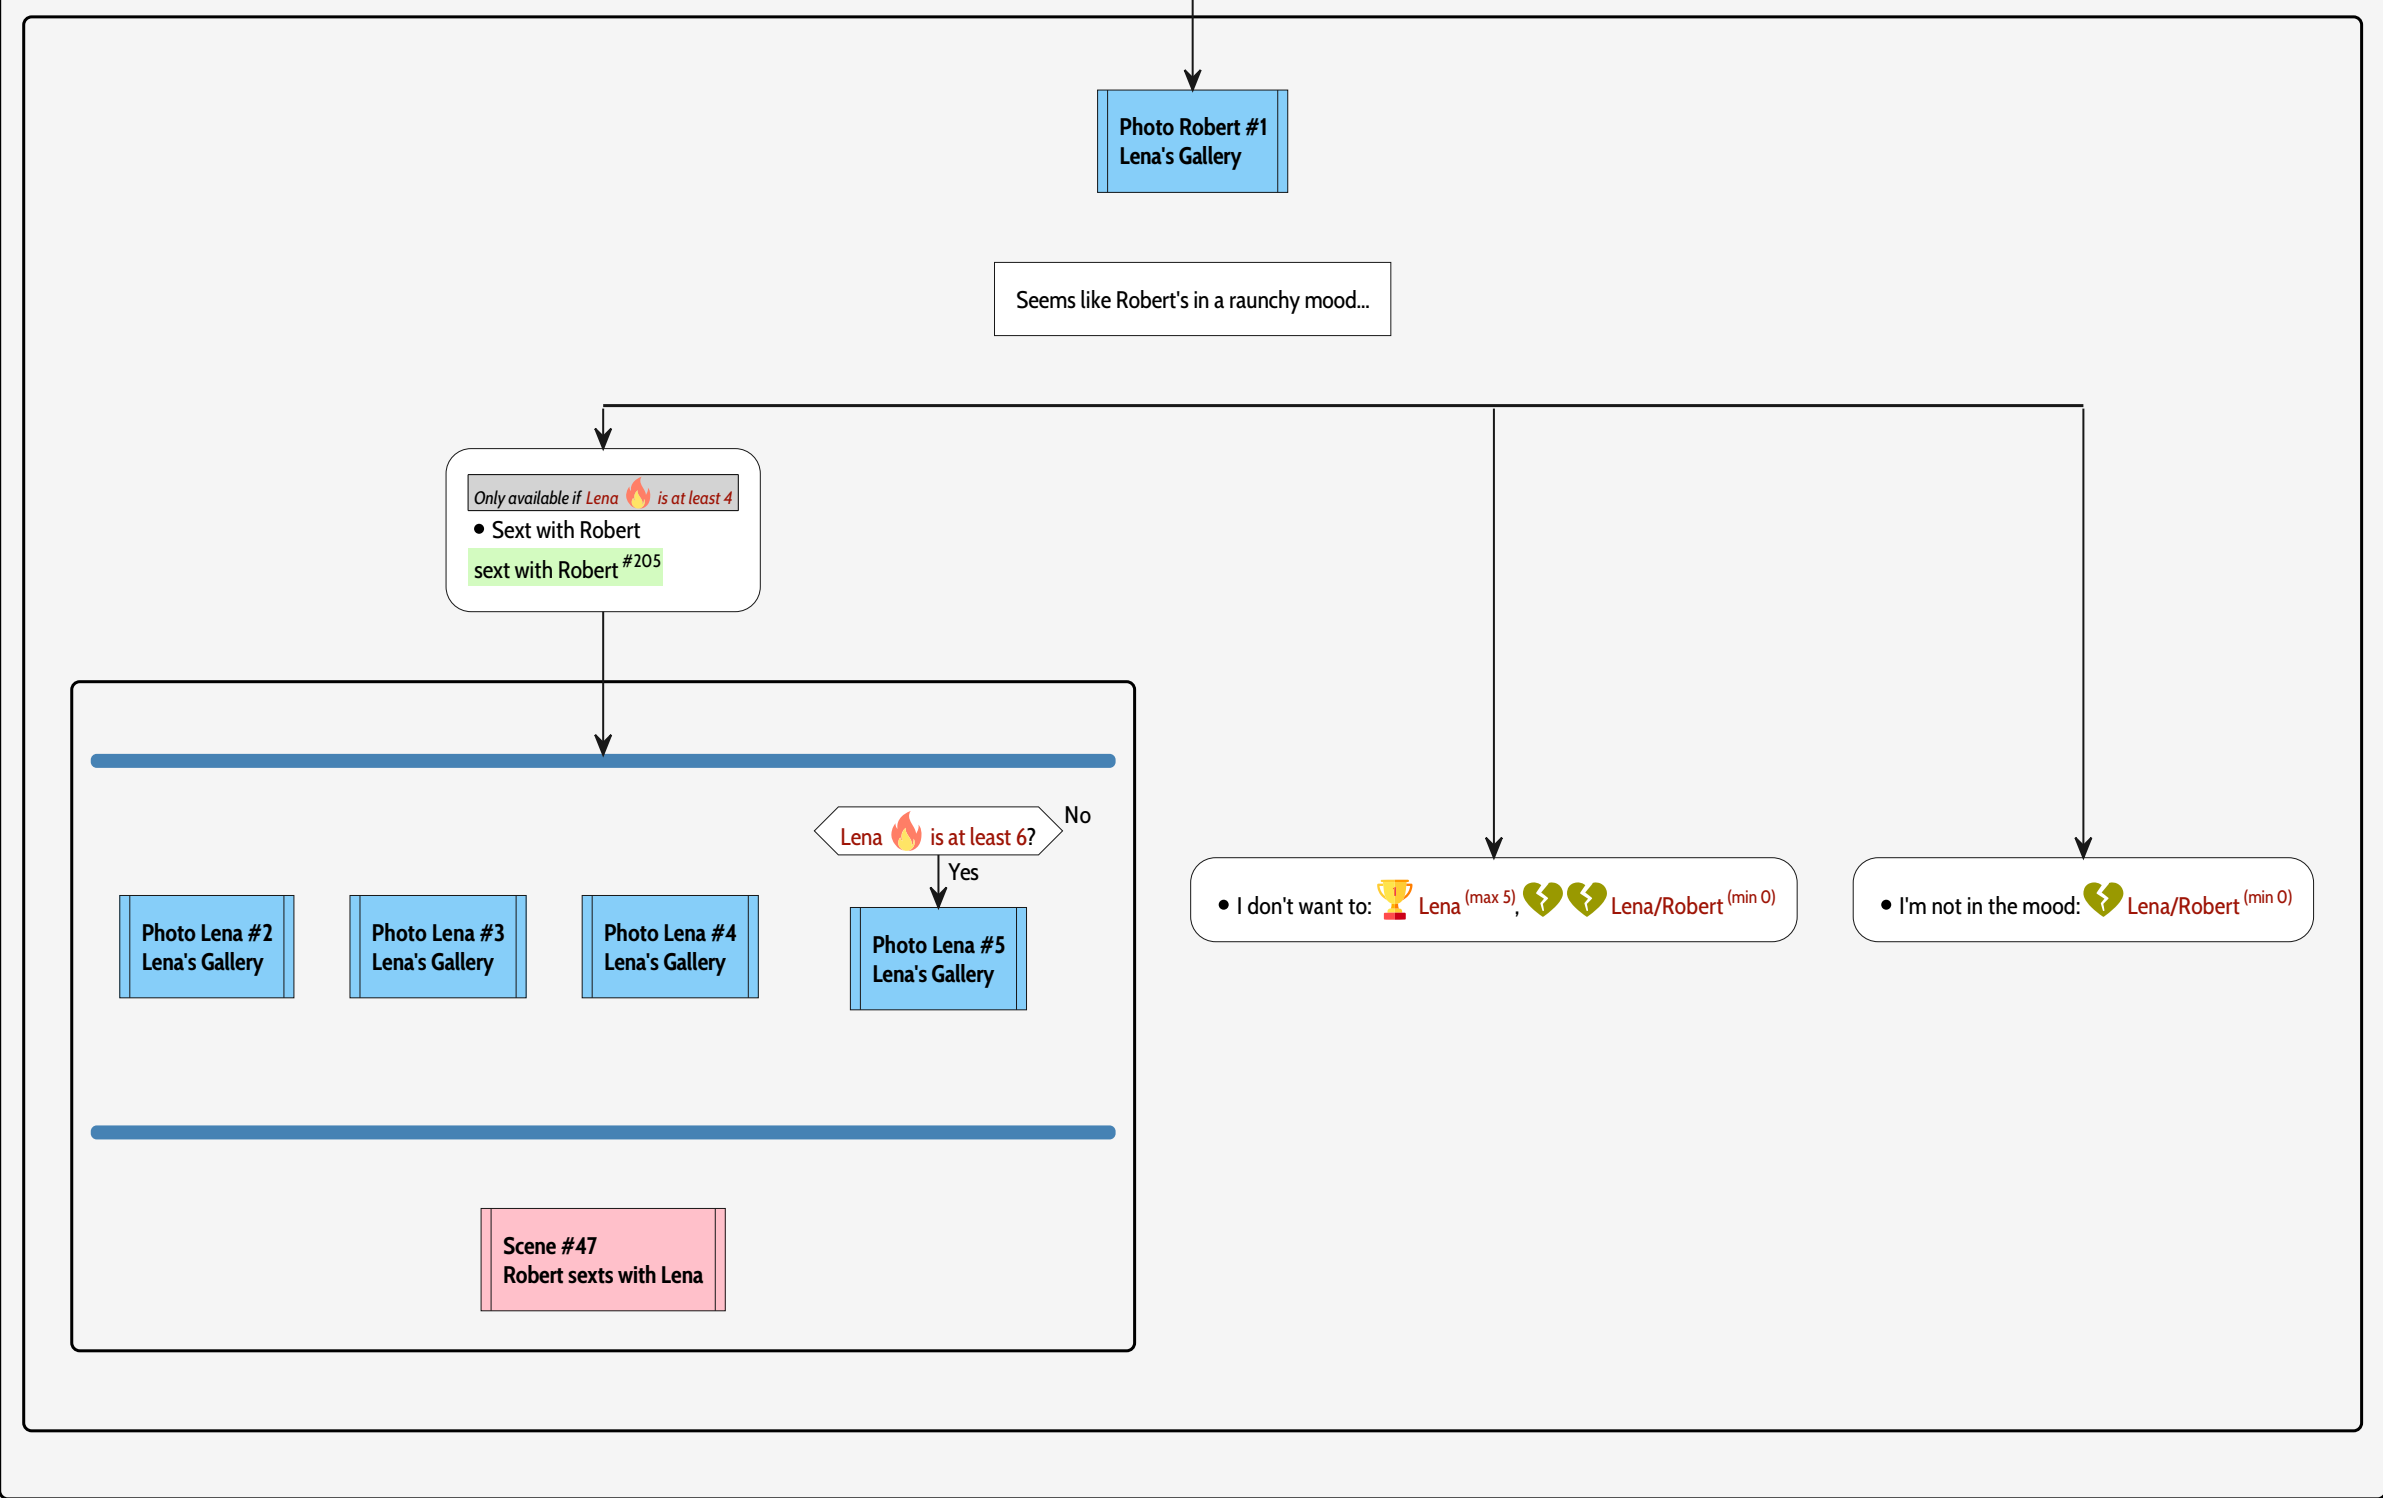 Photo Robert #1
Lena's Gallery
Seems like Robert's in a raunchy mood...
Only available if Lena is at least 4
• Sext with Robert
sext with Robert #205
Lena is at least 6?
No
Yes
Photo Lena #2
Lena's Gallery
Photo Lena #3
Lena's Gallery
Photo Lena #4
Lena's Gallery
Photo Lena #5
Lena's Gallery
• I don't want to: 1 Lena (max 5), Lena/Robert (min 0)
• I'm not in the mood: Lena/Robert (min 0)
Scene #47
Robert sexts with Lena